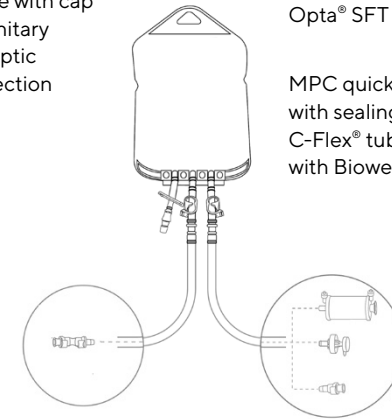 e with cap
nitary
ptic
ection
Opta® SFT
MPC quick
with sealing
C-Flex® tub
with Biowe